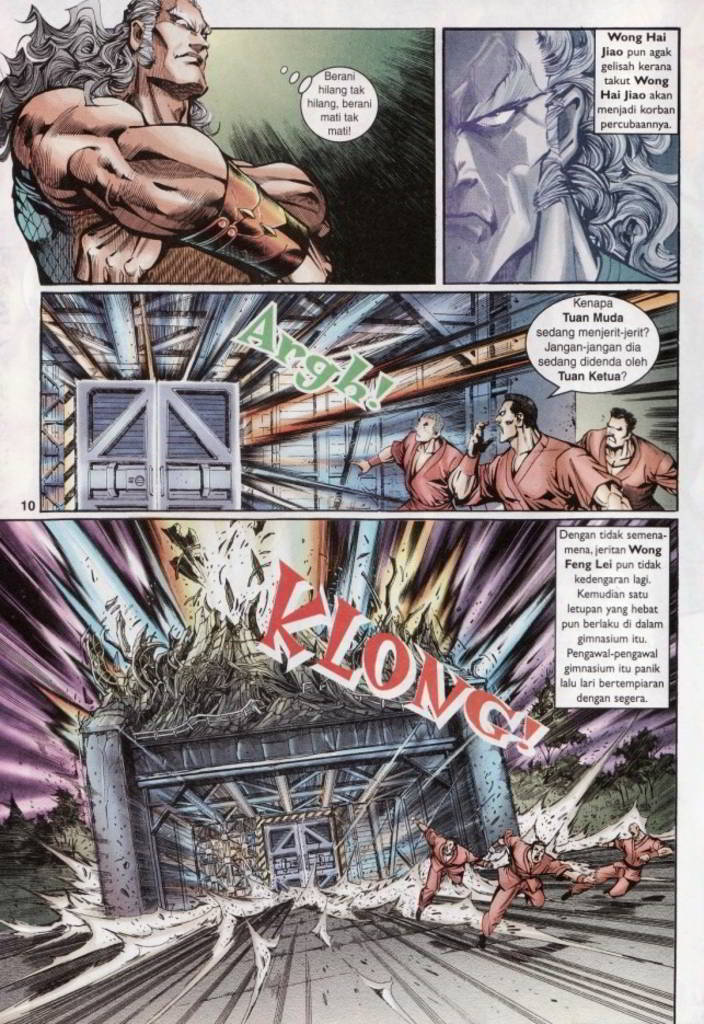 Berani
hilang tak
hilang, berani
mati tak
mati!
Wong Hai
Jiao pun agak
gelisah kerana
takut Wong
Hai Jiao akan
menjadi korban
percubaannya.
Argh!
Kenapa
Tuan Muda
sedang menjerit-jerit?
Jangan-jangan dia
sedang didenda oleh
Tuan Ketua?
10
Dengan tidak semena-
mena, jeritan Wong
Feng Lei pun tidak
kedengaran lagi.
Kemudian satu
letupan yang hebat
pun berlaku di dalam
gimnasium itu.
Pengawal-pengawal
gimnasium itu panik
lalu lari bertempiaran
dengan segera.
KLONG!